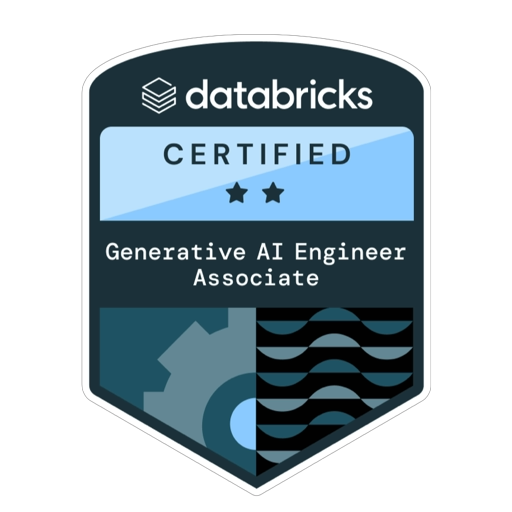 databricks
CERTIFIED
Generative AI Engineer
Associate